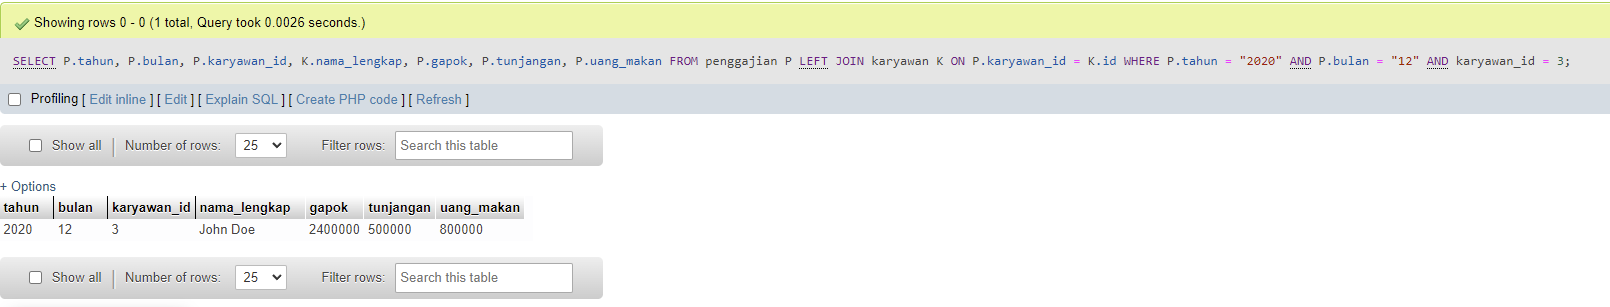 Showing rows 0 - 0 (1 total, Query took 0.0026 seconds.)
SELECT P.tahun, P.bulan, P.karyawan_id, K.nama_lengkap, P.gapok, P.tunjangan, P.uang_makan FROM penggajian P LEFT JOIN karyawan K ON P.karyawan_id = K.id WHERE P.tahun = "2020" AND P.bulan = "12" AND karyawan_id = 3;
Profiling [ Edit inline ] [ Edit ] [ Explain SQL ] [ Create PHP code ] [ Refresh ]
Show all | Number of rows: 25 Filter rows: Search this table
+ Options
tahun bulan karyawan_id nama_lengkap gapok tunjangan uang_makan
2020 12 3 John Doe 2400000 500000 800000
Show all | Number of rows: 25 Filter rows: Search this table